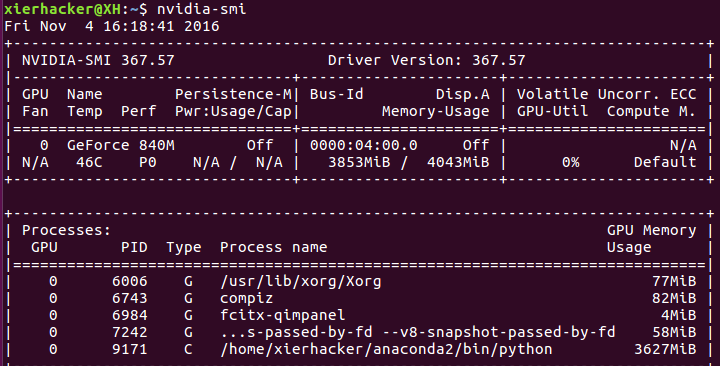 xierhacker@XH:~$ nvidia-smi
Fri Nov  4 16:18:41 2016
+-----------------------------------------------------------------------------+
| NVIDIA-SMI 367.57                 Driver Version: 367.57                    |
|-------------------------------+----------------------+----------------------+
| GPU  Name        Persistence-M| Bus-Id        Disp.A | Volatile Uncorr. ECC |
| Fan  Temp  Perf  Pwr:Usage/Cap|         Memory-Usage | GPU-Util  Compute M. |
|===============================+======================+======================|
|   0  GeForce 840M        Off  | 0000:04:00.0     Off |                  N/A |
| N/A   46C    P0    N/A /  N/A |   3853MiB /  4043MiB |      0%      Default |
+-------------------------------+----------------------+----------------------+
+-----------------------------------------------------------------------------+
| Processes:                                                       GPU Memory |
|  GPU       PID  Type  Process name                               Usage      |
|=============================================================================|
|    0      6006    G   /usr/lib/xorg/Xorg                              77MiB |
|    0      6743    G   compiz                                          82MiB |
|    0      6984    G   fcitx-qimpanel                                   4MiB |
|    0      7242    G   ...s-passed-by-fd --v8-snapshot-passed-by-fd    58MiB |
|    0      9171    C   /home/xierhacker/anaconda2/bin/python         3627MiB |